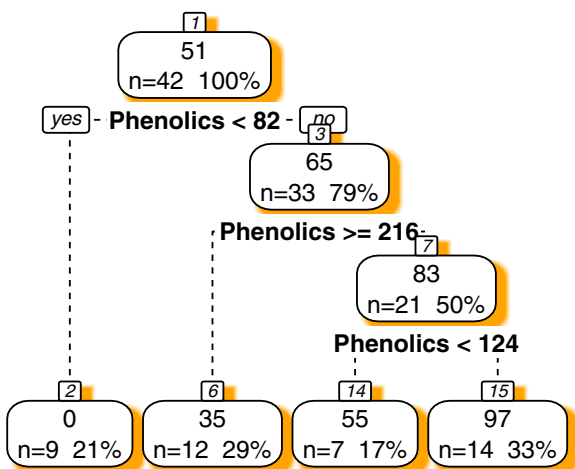 1
51
n=42 100%
yes - Phenolics < 82 - no
3
65
n=33 79%
Phenolics >= 216
7
83
n=21 50%
Phenolics < 124
2
0
n=9 21%
6
35
n=12 29%
14
55
n=7 17%
15
97
n=14 33%